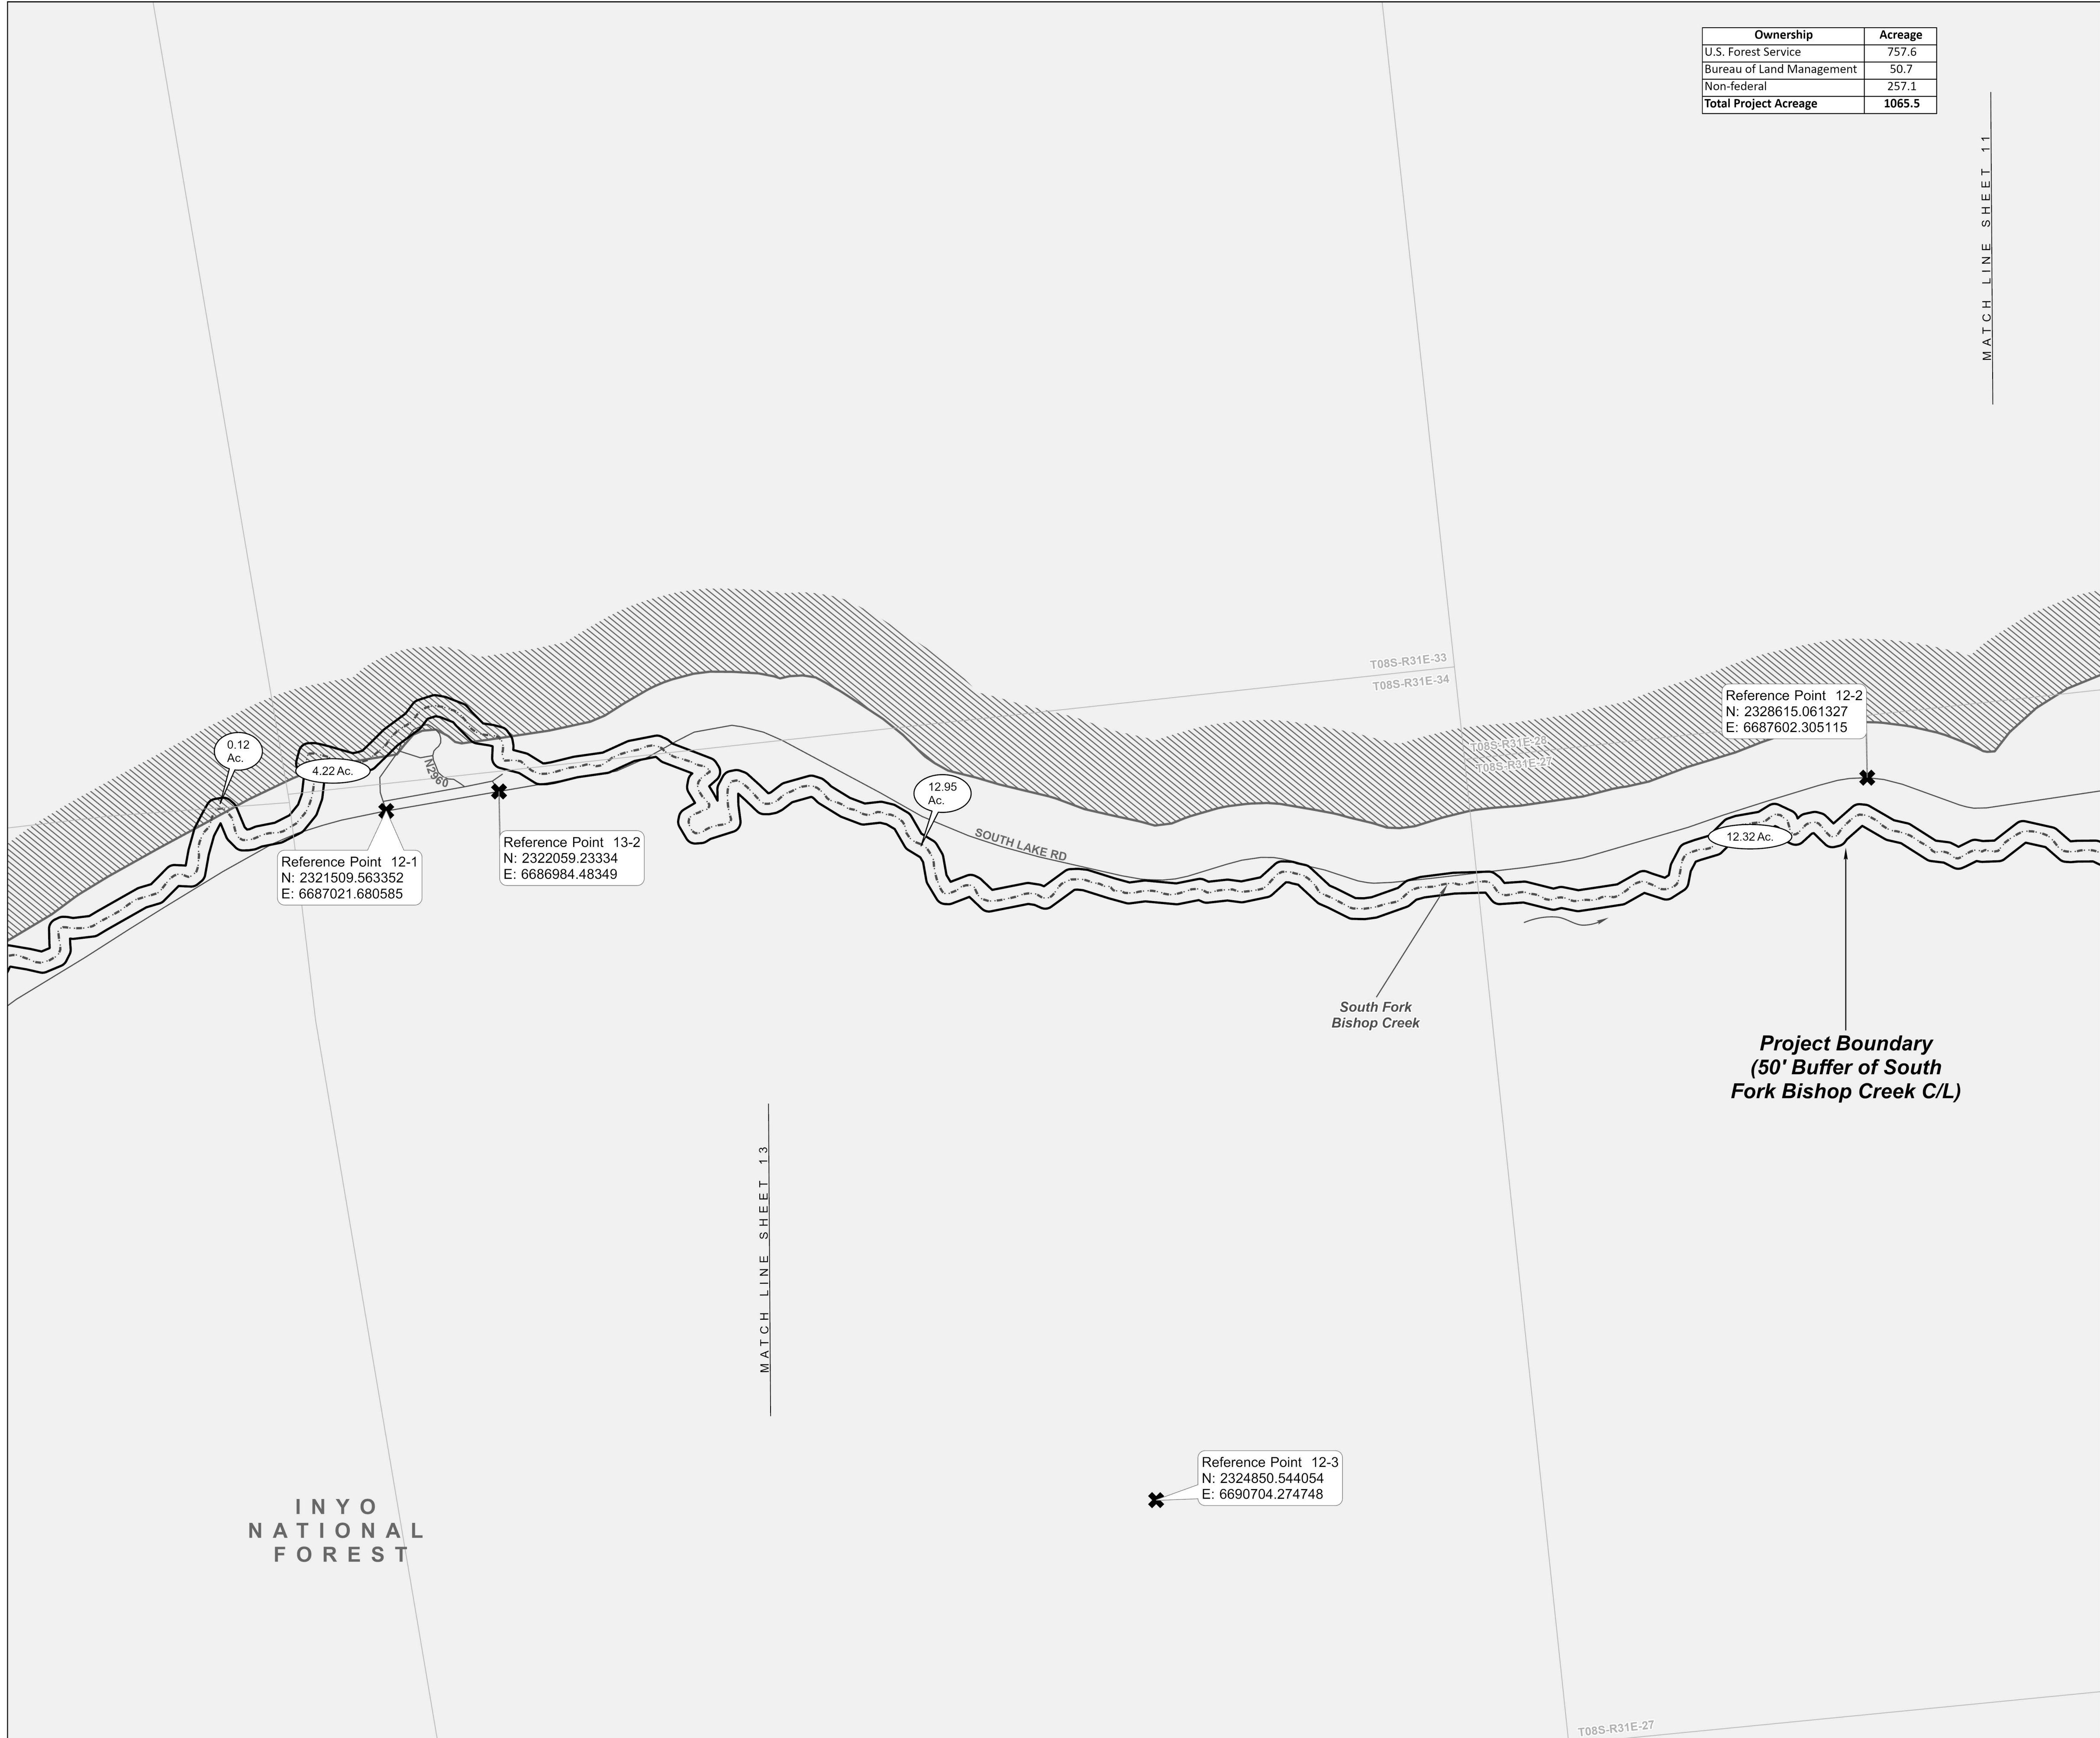 Ownership Acreage
U.S. Forest Service 757.6
Bureau of Land Management 50.7
Non-federal 257.1
Total Project Acreage 1065.5
MATCH LINE SHEET 11
T08S-R31E-33
T08S-R31E-34
T08S-R31E-28
T08S-R31E-27
Reference Point 12-2
N: 2328615.061327
E: 6687602.305115
0.12
Ac.
4.22 Ac.
N2960
12.95
Ac.
SOUTH LAKE RD
12.32 Ac.
Reference Point 12-1
N: 2321509.563352
E: 6687021.680585
Reference Point 13-2
N: 2322059.23334
E: 6686984.48349
South Fork
Bishop Creek
Project Boundary
(50' Buffer of South
Fork Bishop Creek C/L)
MATCH LINE SHEET 13
Reference Point 12-3
N: 2324850.544054
E: 6690704.274748
INYO
NATIONAL
FOREST
T08S-R31E-27